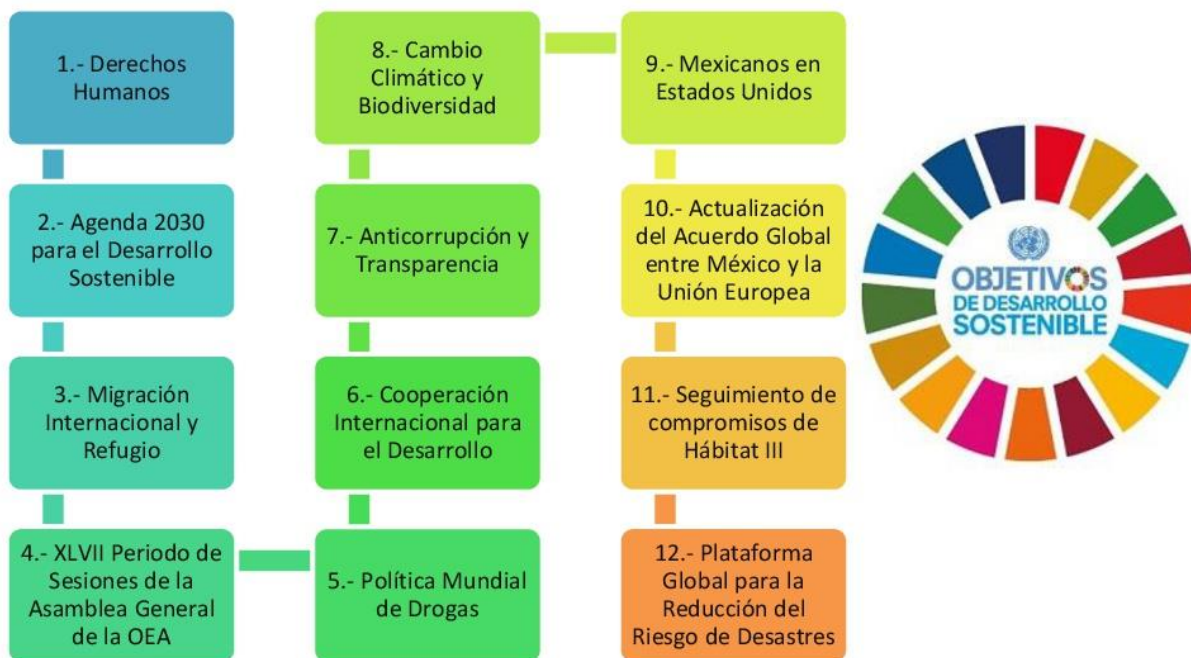 1.- Derechos
Humanos
2.- Agenda 2030
para el Desarrollo
Sostenible
3.- Migración
Internacional y
Refugio
4.- XLVII Periodo de
Sesiones de la
Asamblea General
de la OEA
5.- Política Mundial
de Drogas
6.- Cooperación
Internacional para
el Desarrollo
7.- Anticorrupción y
Transparencia
8.- Cambio
Climático y
Biodiversidad
9.- Mexicanos en
Estados Unidos
10.- Actualización
del Acuerdo Global
entre México y la
Unión Europea
11.- Seguimiento de
compromisos de
Hábitat III
12.- Plataforma
Global para la
Reducción del
Riesgo de Desastres
OBJETIVOS
DE DESARROLLO
SOSTENIBLE